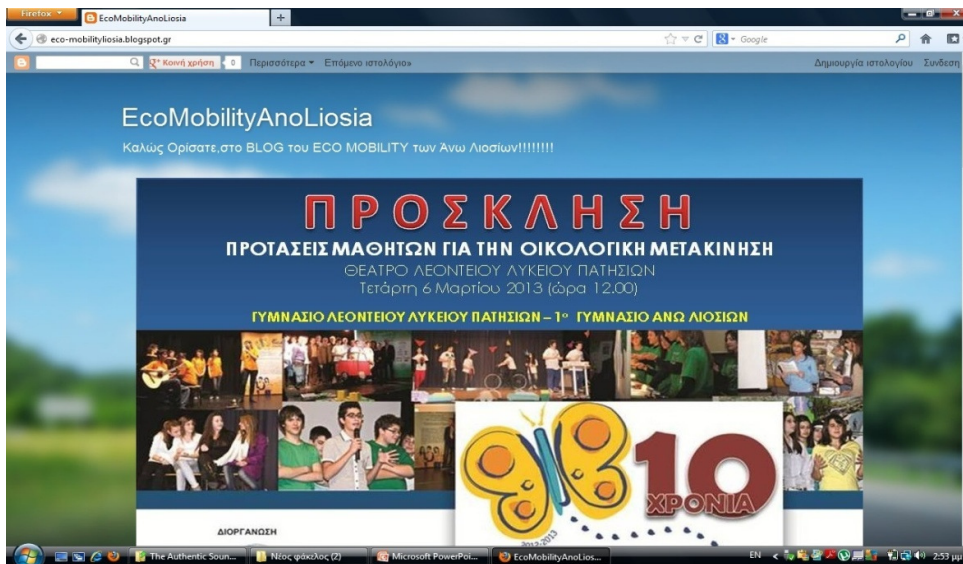 Firefox
EcoMobilityAnoLiosia
+
eco-mobilityliosia.blogspot.gr
Google
Κοινή χρήση 0 Περισσότερα Επόμενο ιστολόγιο»
Δημιουργία ιστολογίου Συνδεση
EcoMobilityAnoLiosia
Καλώς Ορίσατε,στο BLOG του ECO MOBILITY των Άνω Λιοσίων!!!!!!!!
ΠΡΟΣΚΛΗΣΗ
ΠΡΟΤΑΣΕΙΣ ΜΑΘΗΤΩΝ ΓΙΑ ΤΗΝ ΟΙΚΟΛΟΓΙΚΗ ΜΕΤΑΚΙΝΗΣΗ
ΘΕΑΤΡΟ ΛΕΟΝΤΕΙΟΥ ΛΥΚΕΙΟΥ ΠΑΤΗΣΙΩΝ
Τετάρτη 6 Μαρτίου 2013 (ώρα 12.00)
ΓΥΜΝΑΣΙΟ ΛΕΟΝΤΕΙΟΥ ΛΥΚΕΙΟΥ ΠΑΤΗΣΙΩΝ – 1ο ΓΥΜΝΑΣΙΟ ΑΝΩ ΛΙΟΣΙΩΝ
10
ΧΡΟΝΙΑ
ΔΙΟΡΓΑΝΩΣΗ
2012-2013
The Authentic Soun...
Νέος φάκελος (2)
Microsoft PowerPoi...
EcoMobilityAnoLios...
EN
2:53 μμ